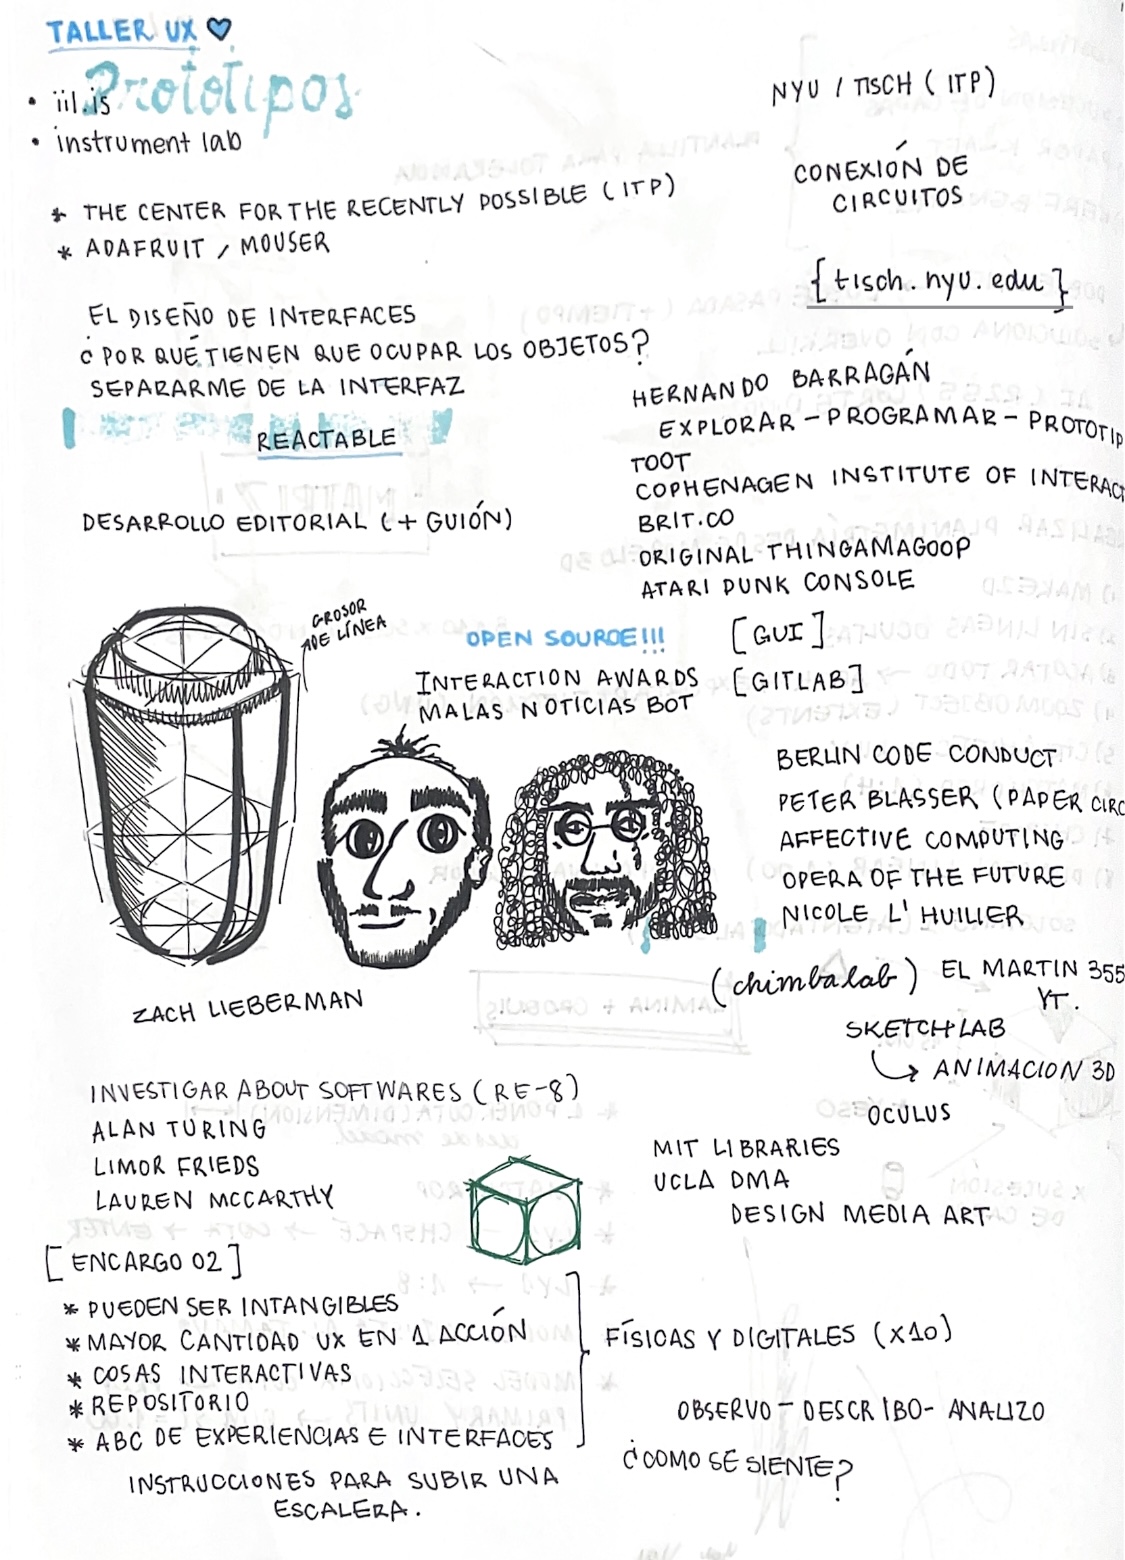 TALLER UX
Prototipos
• iil.is
• instrument lab
* THE CENTER FOR THE RECENTLY POSSIBLE (ITP)
* ADAFRUIT / MOUSER
EL DISEÑO DE INTERFACES
¿POR QUÉ TIENEN QUE OCUPAR LOS OBJETOS?
SEPARARME DE LA INTERFAZ
REACTABLE
DESARROLLO EDITORIAL (+ GUIÓN)
NYU / TISCH (ITP)
CONEXIÓN DE
CIRCUITOS
{tisch.nyu.edu}
HERNANDO BARRAGÁN
EXPLORAR - PROGRAMAR - PROTOTIP
TOOT
COPHENAGEN INSTITUTE OF INTERAC
BRIT.CO
ORIGINAL THINGAMAGOOP
ATARI PUNK CONSOLE
GROSOR
DE LÍNEA
OPEN SOURCE!!!
[GUI]
INTERACTION AWARDS
[GITLAB]
MALAS NOTICIAS BOT
BERLIN CODE CONDUCT
PETER BLASSER (PAPER CIRC
AFFECTIVE COMPUTING
OPERA OF THE FUTURE
NICOLE L'HUILIER
(chimbalab)
EL MARTIN 355
YT.
SKETCHLAB
↳ ANIMACION 3D
OCULUS
ZACH LIEBERMAN
INVESTIGAR ABOUT SOFTWARES (RE-8)
ALAN TURING
LIMOR FRIEDS
LAUREN MCCARTHY
MIT LIBRARIES
UCLA DMA
DESIGN MEDIA ART
[ENCARGO 02]
* PUEDEN SER INTANGIBLES
* MAYOR CANTIDAD UX EN 1 ACCIÓN
* COSAS INTERACTIVAS
* REPOSITORIO
* ABC DE EXPERIENCIAS E INTERFACES
INSTRUCCIONES PARA SUBIR UNA
ESCALERA.
FÍSICAS Y DIGITALES (X10)
OBSERVO - DESCRIBO - ANALIZO
¿COMO SE SIENTE?